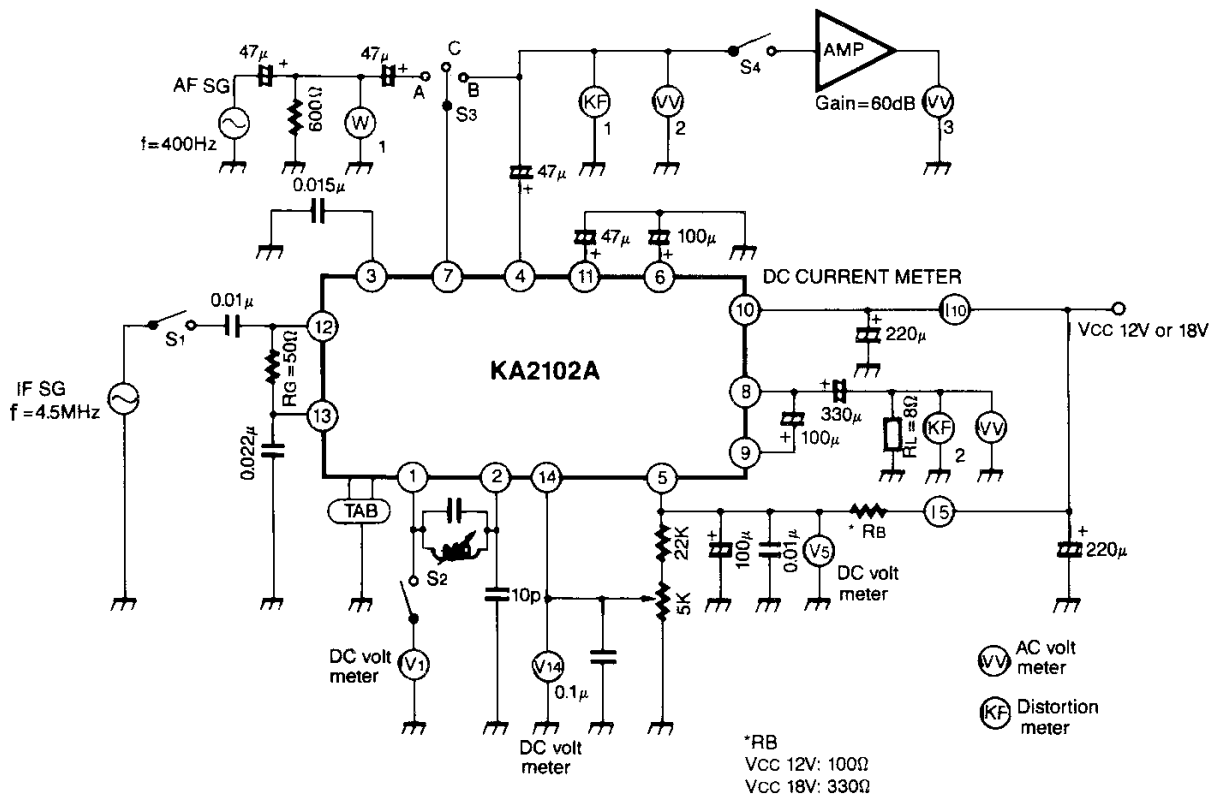 47μ
+
47μ
+
C
AF SG
600Ω
W
1
A
B
S3
f=400Hz
KF
1
VV
2
S4
AMP
Gain=60dB
VV
3
0.015μ
47μ
+
47μ
+
100μ
+
3
7
4
11
6
DC CURRENT METER
10
I10
VCC 12V or 18V
+
220μ
0.01μ
S1
12
RG=50Ω
IF SG
f=4.5MHz
13
0.022μ
KA2102A
8
+
330μ
+
100μ
9
RL=8Ω
KF
2
VV
TAB
1
2
14
5
S2
10p
22K
5K
+
100μ
0.01μ
V5
DC volt
meter
* RB
I5
+
220μ
DC volt
meter
V1
V14
0.1μ
DC volt
meter
VV
AC volt
meter
KF
Distortion
meter
*RB
VCC 12V: 100Ω
VCC 18V: 330Ω